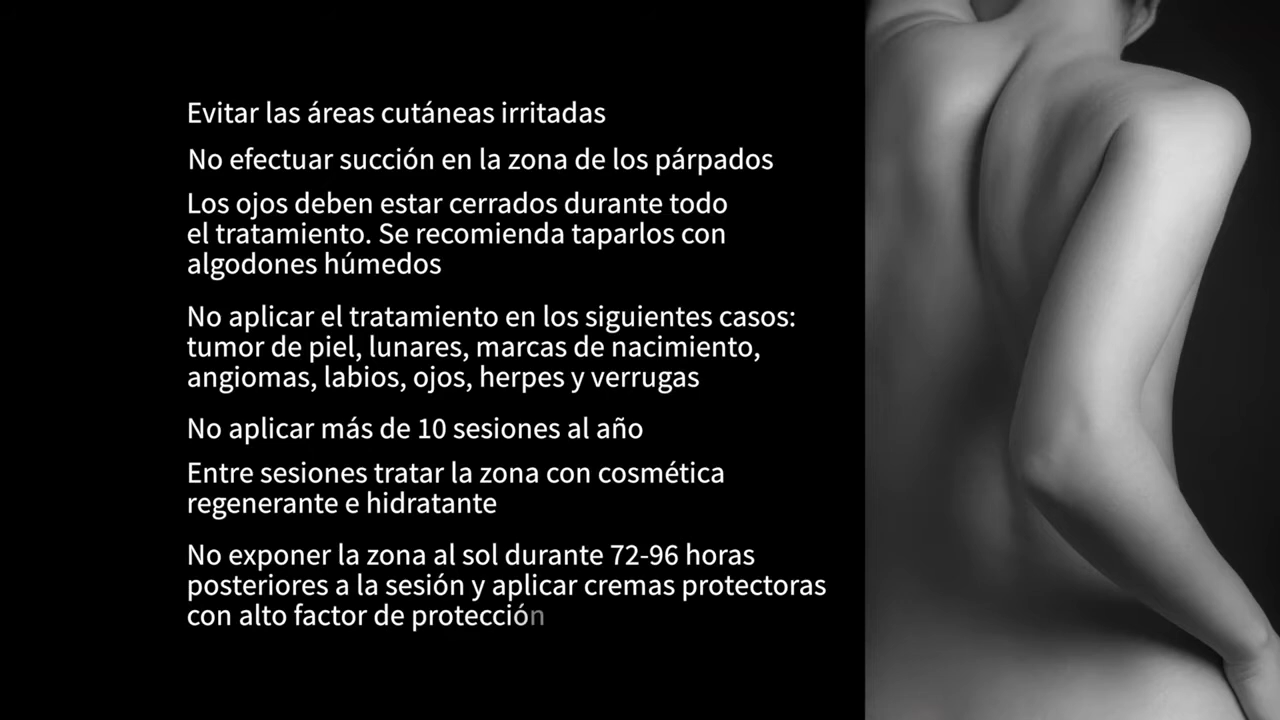 Evitar las áreas cutáneas irritadas
No efectuar succión en la zona de los párpados
Los ojos deben estar cerrados durante todo
el tratamiento. Se recomienda taparlos con
algodones húmedos
No aplicar el tratamiento en los siguientes casos:
tumor de piel, lunares, marcas de nacimiento,
angiomas, labios, ojos, herpes y verrugas
No aplicar más de 10 sesiones al año
Entre sesiones tratar la zona con cosmética
regenerante e hidratante
No exponer la zona al sol durante 72-96 horas
posteriores a la sesión y aplicar cremas protectoras
con alto factor de protección